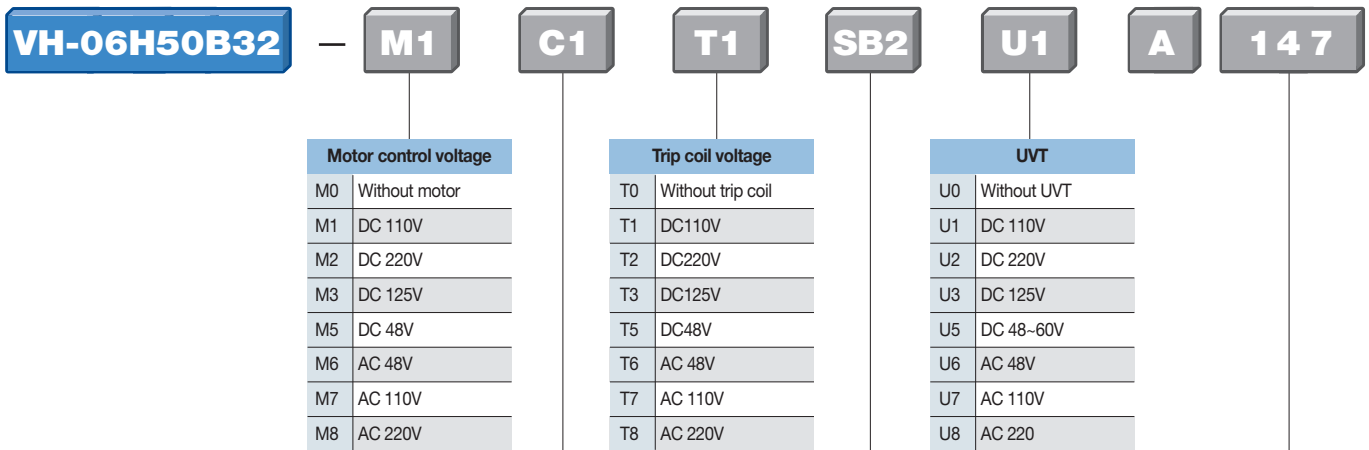 VH-06H50B32 — M1 C1 T1 SB2 U1 A 147
Motor control voltage
M0 Without motor
M1 DC 110V
M2 DC 220V
M3 DC 125V
M5 DC 48V
M6 AC 48V
M7 AC 110V
M8 AC 220V
Trip coil voltage
T0 Without trip coil
T1 DC110V
T2 DC220V
T3 DC125V
T5 DC48V
T6 AC 48V
T7 AC 110V
T8 AC 220V
UVT
U0 Without UVT
U1 DC 110V
U2 DC 220V
U3 DC 125V
U5 DC 48~60V
U6 AC 48V
U7 AC 110V
U8 AC 220